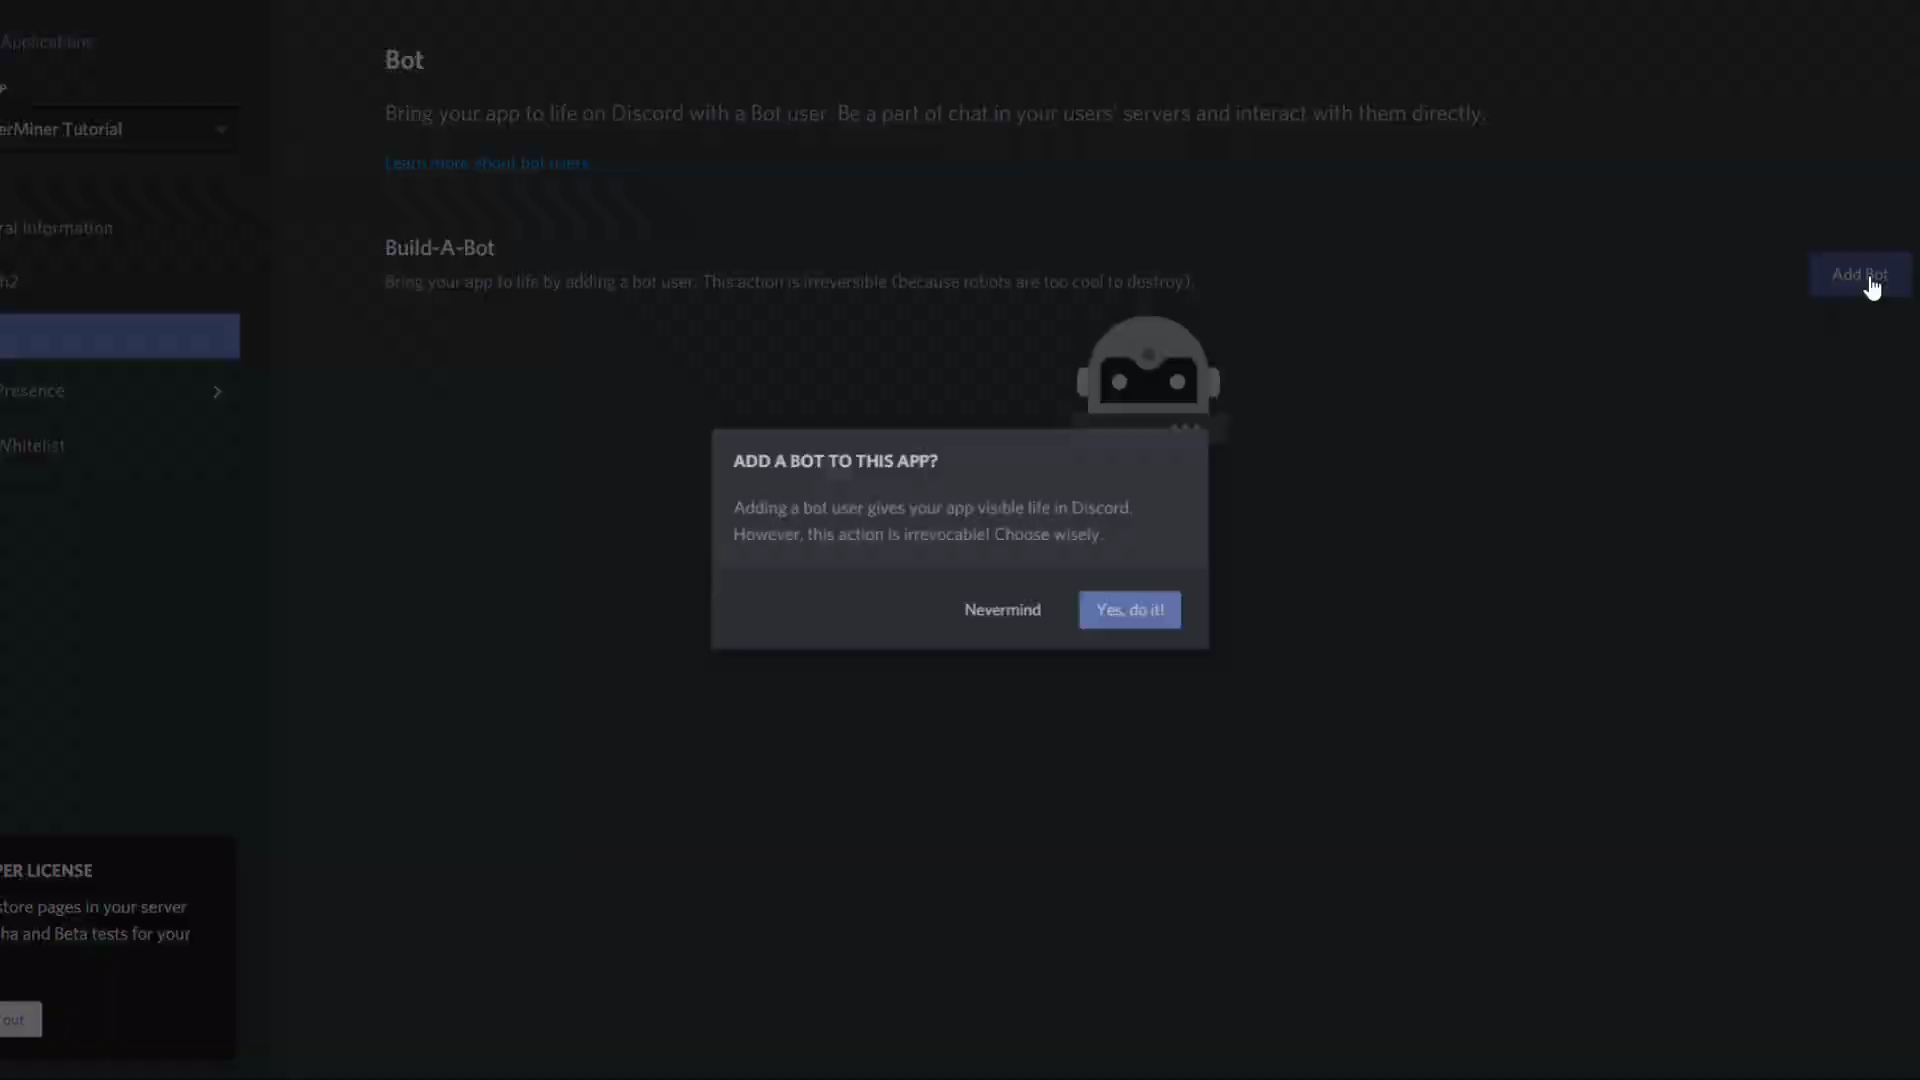 Applications
Bot
Bring your app to life on Discord with a Bot user. Be a part of chat in your users' servers and interact with them directly.
erMiner Tutorial
Learn more about bot users
ral Information
Build-A-Bot
Add Bot
h2
Bring your app to life by adding a bot user. This action is irreversible (because robots are too cool to destroy).
Presence
Whitelist
ADD A BOT TO THIS APP?
Adding a bot user gives your app visible life in Discord.
However, this action is irrevocable! Choose wisely.
Nevermind
Yes, do it!
PER LICENSE
store pages in your server
ha and Beta tests for your
out